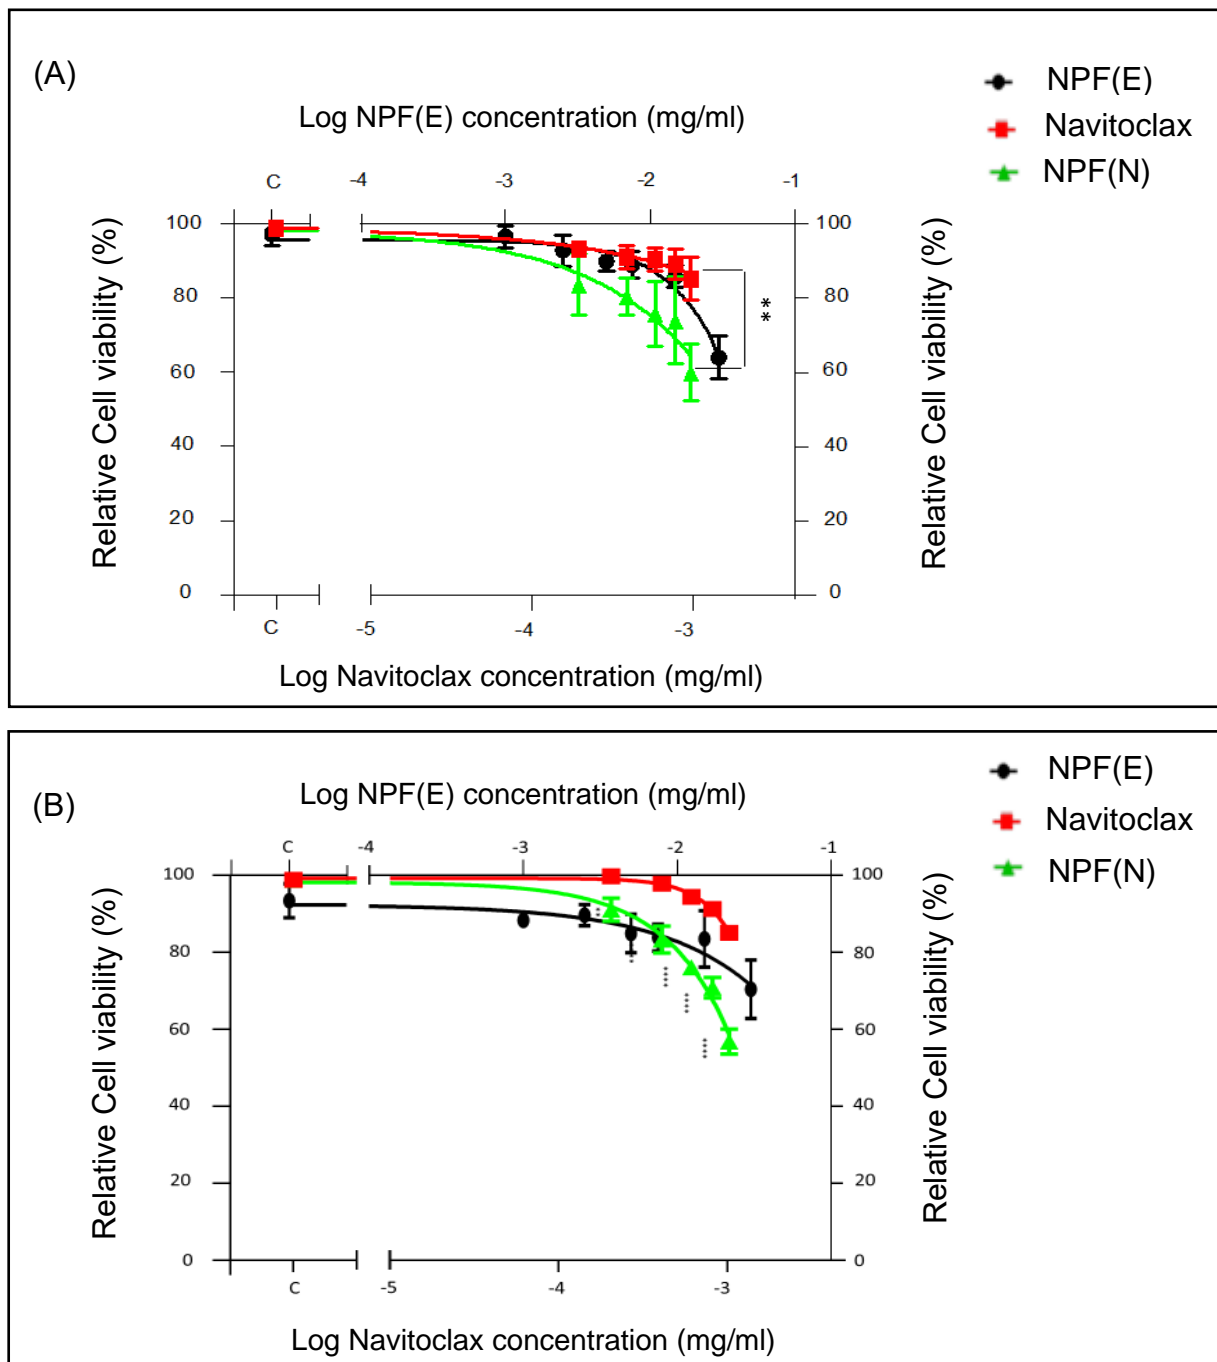 (A)
NPF(E)
Navitoclax
NPF(N)
Log NPF(E) concentration (mg/ml)
C -4 -3 -2 -1
100 100
80 80
60 60
40 40
20 20
0 0
Relative Cell viability (%)
Relative Cell viability (%)
**
C -5 -4 -3
Log Navitoclax concentration (mg/ml)
(B)
NPF(E)
Navitoclax
NPF(N)
Log NPF(E) concentration (mg/ml)
C -4 -3 -2 -1
100 100
80 80
60 60
40 40
20 20
0 0
Relative Cell viability (%)
Relative Cell viability (%)
C -5 -4 -3
Log Navitoclax concentration (mg/ml)